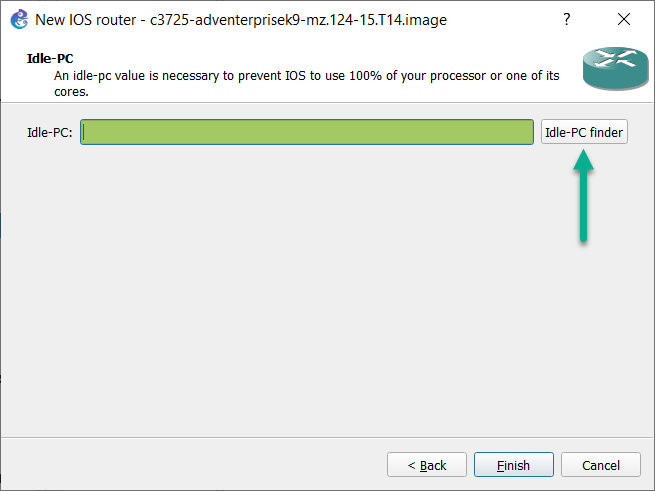 New IOS router - c3725-adventerprisek9-mz.124-15.T14.image
?
Idle-PC
An idle-pc value is necessary to prevent IOS to use 100% of your processor or one of its
cores.
Idle-PC:
Idle-PC finder
< Back
Finish
Cancel